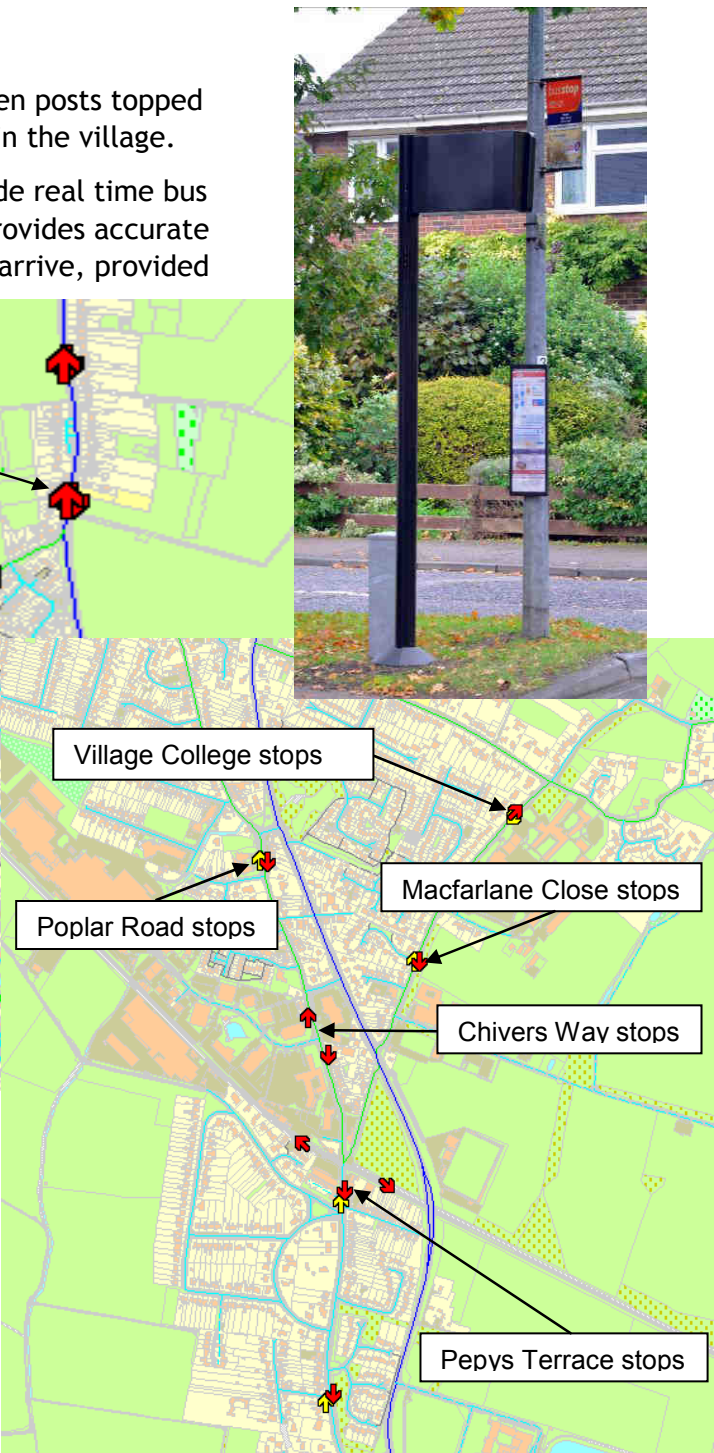 en posts topped
n the village.
de real time bus
rovides accurate
arrive, provided
busstop
Village College stops
Macfarlane Close stops
Poplar Road stops
Chivers Way stops
Pepys Terrace stops